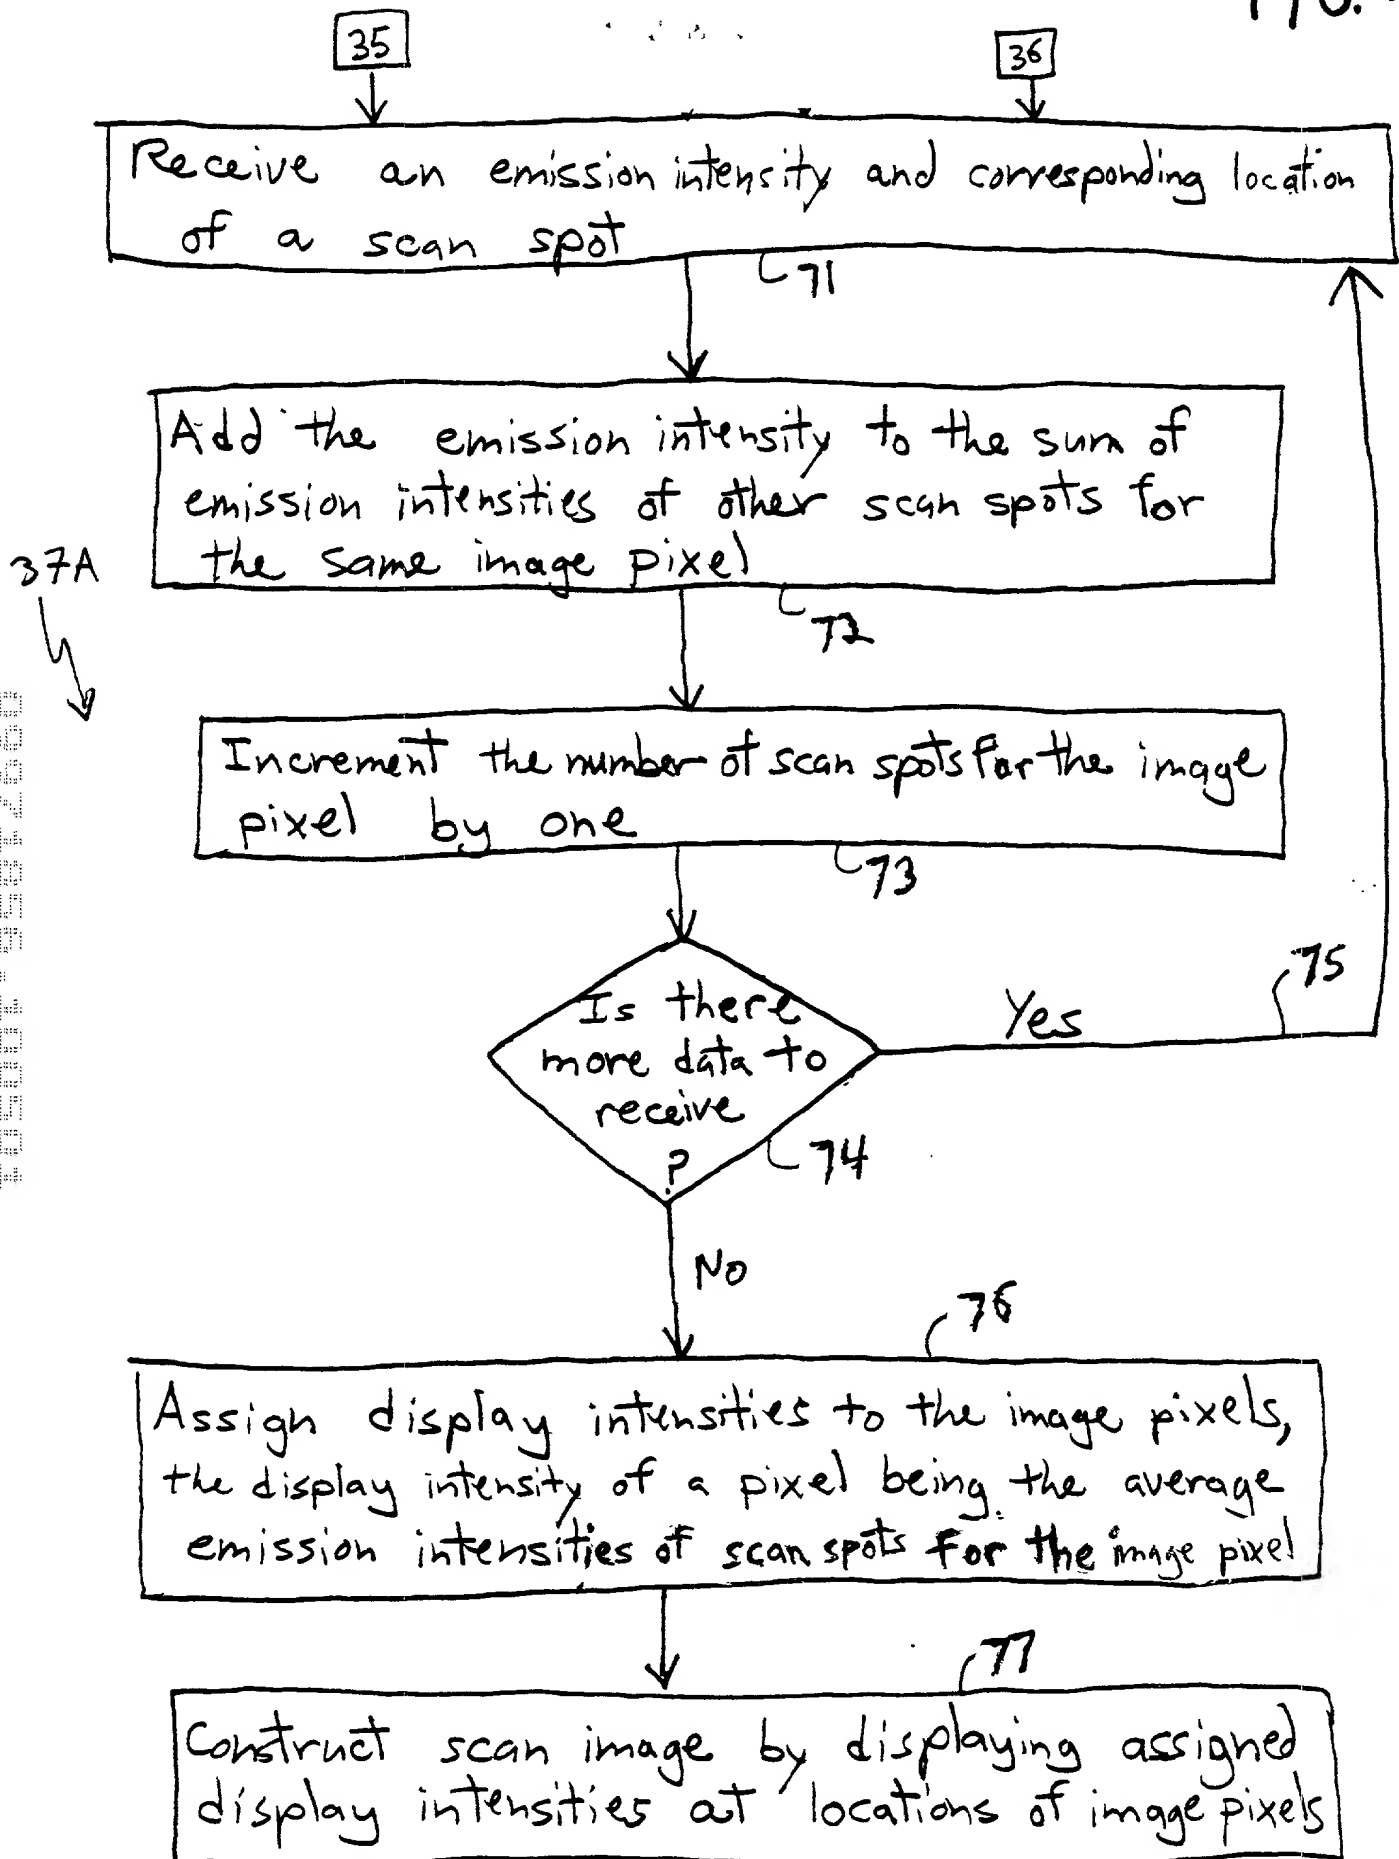 FIG.
35
36
Receive an emission intensity and corresponding location
of a scan spot
71
Add the emission intensity to the sum of
emission intensities of other scan spots for
the same image pixel
37A
72
Increment the number of scan spots for the image
pixel by one
73
Is there
more data to
receive
?
Yes
75
74
No
76
Assign display intensities to the image pixels,
the display intensity of a pixel being the average
emission intensities of scan spots for the image pixel
77
Construct scan image by displaying assigned
display intensities at locations of image pixels